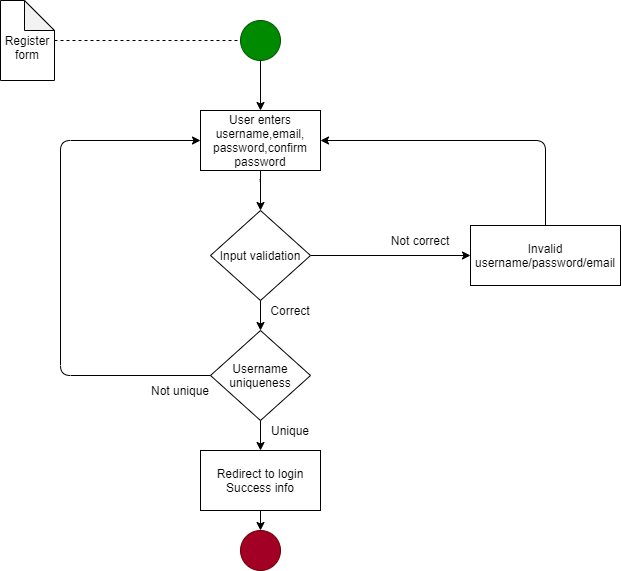 Register
form
User enters
username,email,
password,confirm
password
Input validation
Not correct
Invalid
username/password/email
Correct
Username
uniqueness
Not unique
Unique
Redirect to login
Success info